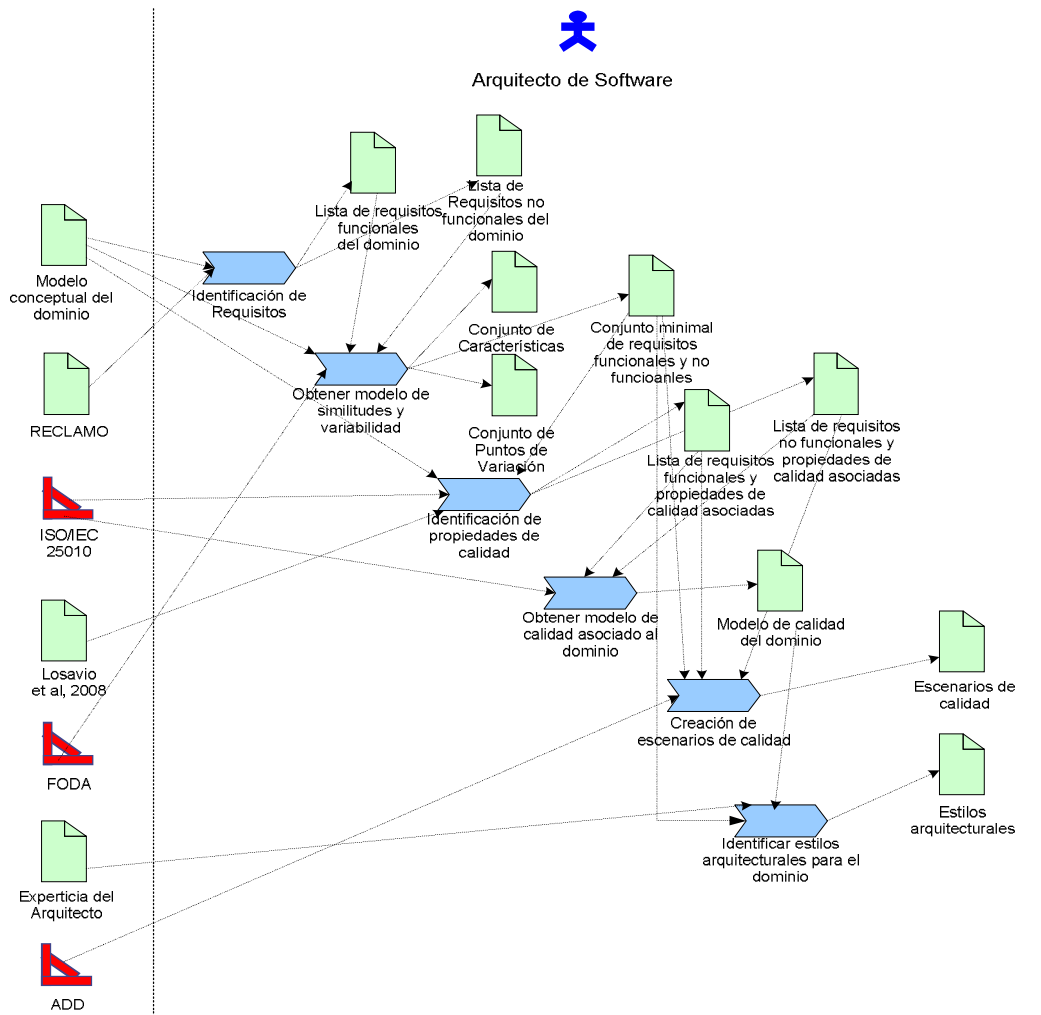 Arquitecto de Software
Lista de requisitos
funcionales
del dominio
Lista de
Requisitos no
funcionales del
dominio
Modelo
conceptual del
dominio
Identificación de
Requisitos
Conjunto de
Características
Conjunto minimal
de requisitos
funcionales y no
funcioanles
RECLAMO
Obtener modelo de
similitudes y
variabilidad
Conjunto de
Puntos de
Variación
Lista de requisitos
funcionales y
propiedades de
calidad asociadas
Lista de requisitos
no funcionales y
propiedades de
calidad asociadas
ISO/IEC
25010
Identificación de
propiedades de
calidad
Obtener modelo de
calidad asociado al
dominio
Modelo de calidad
del dominio
Losavio
et al, 2008
Escenarios de
calidad
Creación de
escenarios de calidad
FODA
Estilos
arquitecturales
Identificar estilos
arquitecturales para el
dominio
Experticia del
Arquitecto
ADD